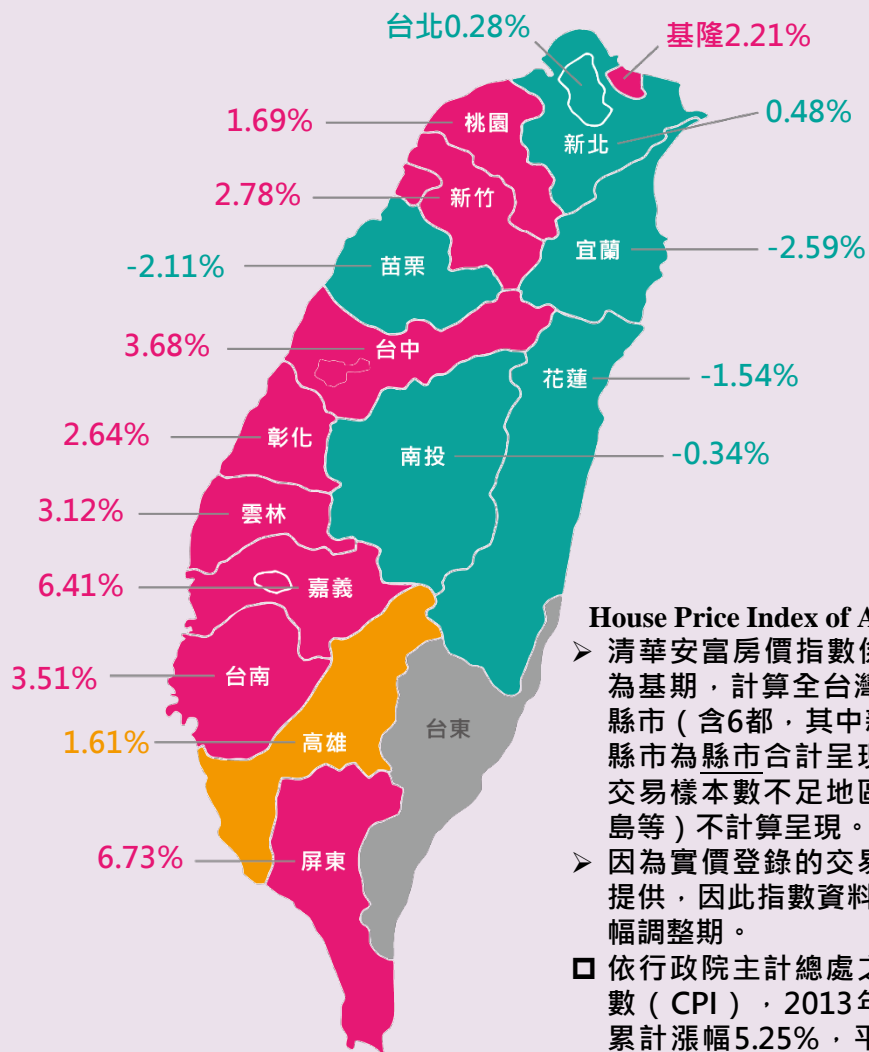 台北0.28%
基隆2.21%
1.69%
桃園
0.48%
新北
2.78%
新竹
-2.11%
苗栗
宜蘭
-2.59%
3.68%
台中
花蓮
-1.54%
2.64%
彰化
南投
-0.34%
3.12%
雲林
6.41%
嘉義
3.51%
台南
1.61%
高雄
台東
6.73%
屏東
House Price Index of A
➢ 清華安富房價指數
為基期，計算全台灣
縣市（含6都，其中
縣市為縣市合計呈現
交易樣本數不足地區
島等）不計算呈現。
➢ 因為實價登錄的交易
提供，因此指數資料
幅調整期。
❑ 依行政院主計總處之
數（CPI），2013年
累計漲幅5.25%，平